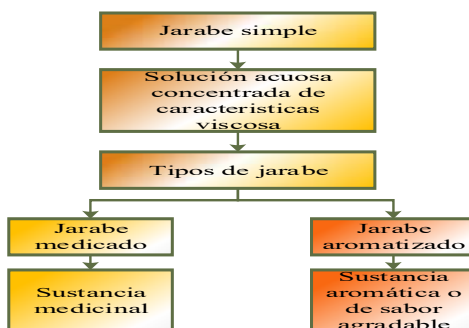 Jarabe simple
Solución acuosa
concentrada de
caracteristicas
viscosa
Tipos de jarabe
Jarabe
medicado
Jarabe
aromatizado
Sustancia
medicinal
Sustancia
aromática o
de sabor
agradable